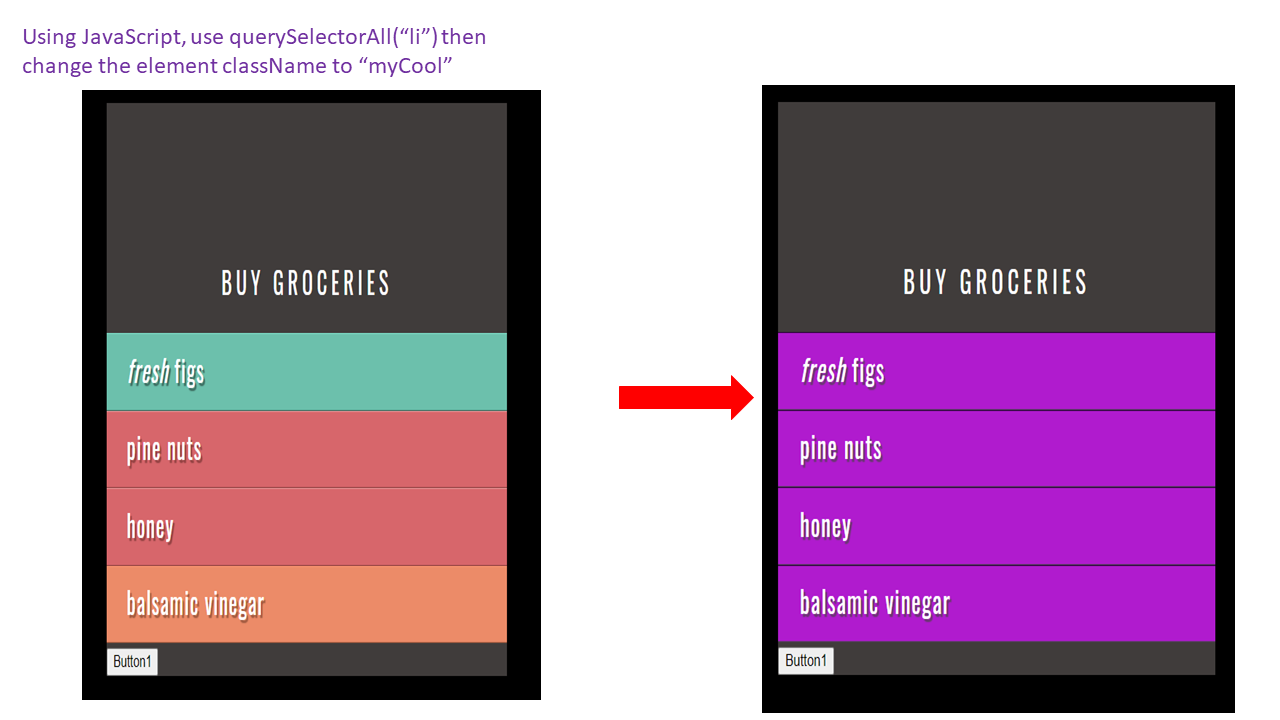 Using JavaScript, use querySelectorAll(“li”) then
change the element className to “myCool”
BUY GROCERIES
fresh figs
pine nuts
honey
balsamic vinegar
Button1
BUY GROCERIES
fresh figs
pine nuts
honey
balsamic vinegar
Button1